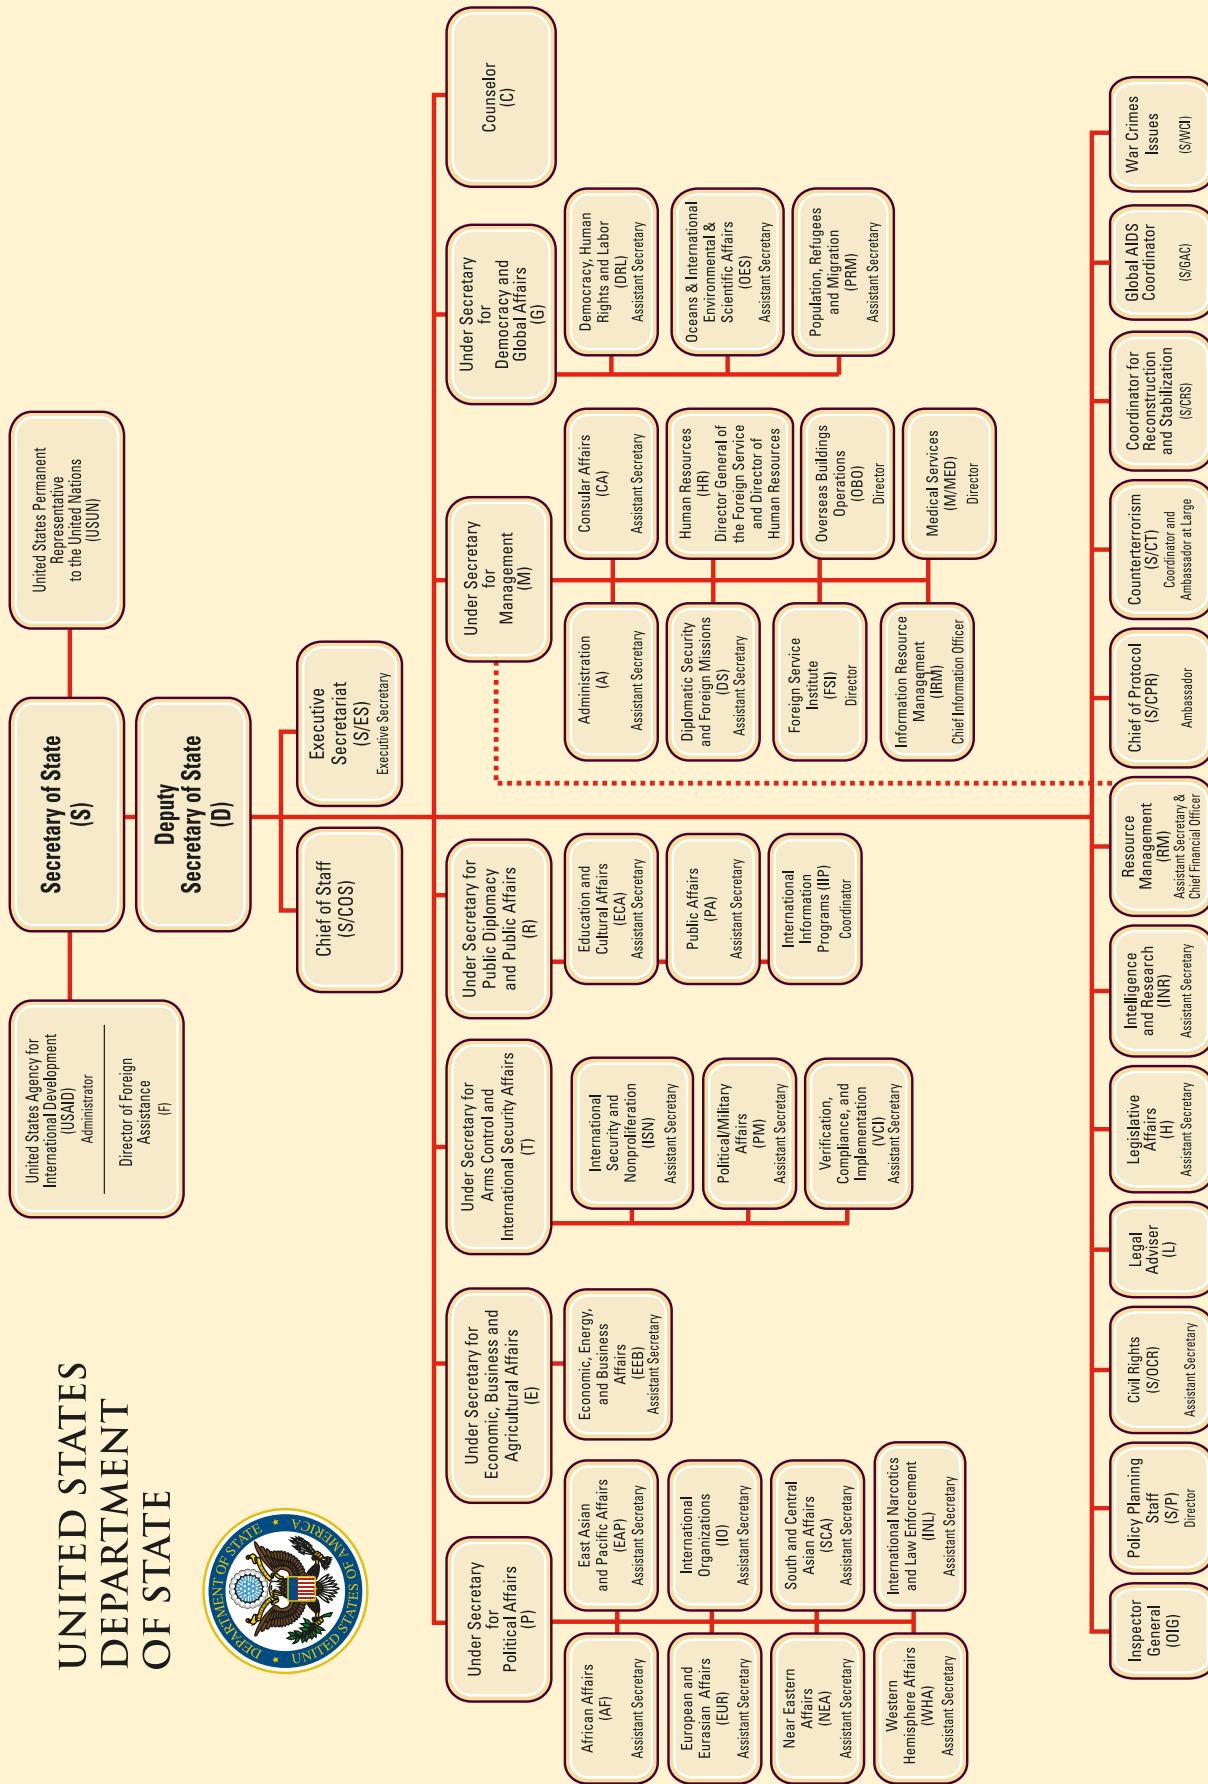 UNITED STATES
DEPARTMENT
OF STATE
DEPARTMENT OF STATE
UNITED STATES OF AMERICA
United States Agency for
International Development
(USAID)
Administrator
Director of Foreign
Assistance
(F)
Secretary of State
(S)
United States Permanent
Representative
to the United Nations
(USUN)
Deputy
Secretary of State
(D)
Chief of Staff
(S/COS)
Executive
Secretariat
(S/ES)
Executive Secretary
Under Secretary
for
Political Affairs
(P)
Under Secretary for
Economic, Business and
Agricultural Affairs
(E)
Under Secretary for
Arms Control and
International Security Affairs
(T)
Under Secretary for
Public Diplomacy
and Public Affairs
(R)
Under Secretary
for
Management
(M)
Under Secretary
for
Democracy and
Global Affairs
(G)
Counselor
(C)
African Affairs
(AF)
Assistant Secretary
East Asian
and Pacific Affairs
(EAP)
Assistant Secretary
European and
Eurasian Affairs
(EUR)
Assistant Secretary
International
Organizations
(IO)
Assistant Secretary
Near Eastern
Affairs
(NEA)
Assistant Secretary
South and Central
Asian Affairs
(SCA)
Assistant Secretary
Western
Hemisphere Affairs
(WHA)
Assistant Secretary
International Narcotics
and Law Enforcement
(INL)
Assistant Secretary
Economic, Energy,
and Business
Affairs
(EEB)
Assistant Secretary
International
Security and
Nonproliferation
(ISN)
Assistant Secretary
Political/Military
Affairs
(PM)
Assistant Secretary
Verification,
Compliance, and
Implementation
(VCI)
Assistant Secretary
Education and
Cultural Affairs
(ECA)
Assistant Secretary
Public Affairs
(PA)
Assistant Secretary
International
Information
Programs (IIP)
Coordinator
Administration
(A)
Assistant Secretary
Consular Affairs
(CA)
Assistant Secretary
Diplomatic Security
and Foreign Missions
(DS)
Assistant Secretary
Human Resources
(HR)
Director General of
the Foreign Service
and Director of
Human Resources
Foreign Service
Institute
(FSI)
Director
Overseas Buildings
Operations
(OBO)
Director
Information Resource
Management
(IRM)
Chief Information Officer
Medical Services
(M/MED)
Director
Democracy, Human
Rights and Labor
(DRL)
Assistant Secretary
Oceans & International
Environmental &
Scientific Affairs
(OES)
Assistant Secretary
Population, Refugees
and Migration
(PRM)
Assistant Secretary
Inspector
General
(OIG)
Policy Planning
Staff
(S/P)
Director
Civil Rights
(S/OCR)
Assistant Secretary
Legal
Adviser
(L)
Legislative
Affairs
(H)
Assistant Secretary
Intelligence
and Research
(INR)
Assistant Secretary
Resource
Management
(RM)
Assistant Secretary &
Chief Financial Officer
Chief of Protocol
(S/CPR)
Ambassador
Counterterrorism
(S/CT)
Coordinator and
Ambassador at Large
Coordinator for
Reconstruction
and Stabilization
(S/CRS)
Global AIDS
Coordinator
(S/GAC)
War Crimes
Issues
(S/WCI)